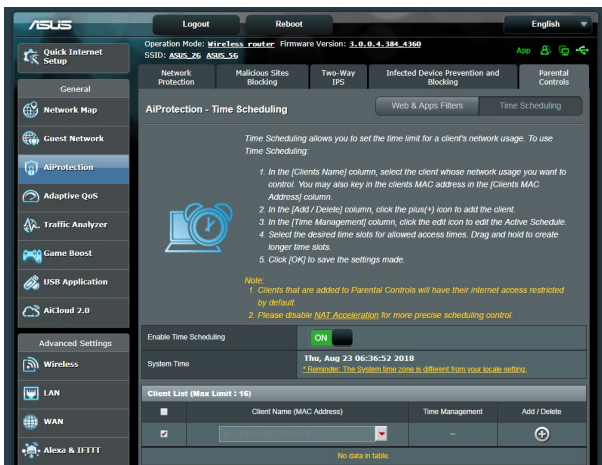 ASUS
Logout
Reboot
English
Quick Internet
Setup
Operation Mode: Wireless router Firmware Version: 3.0.0.4.384_4360
SSID: ASUS_2G ASUS_5G
App
General
Network Map
Guest Network
AiProtection
Adaptive QoS
Traffic Analyzer
Game Boost
USB Application
AiCloud 2.0
Advanced Settings
Wireless
LAN
WAN
Alexa & IFTTT
Network
Protection
Malicious Sites
Blocking
Two-Way
IPS
Infected Device Prevention and
Blocking
Parental
Controls
AiProtection - Time Scheduling
Web & Apps Filters
Time Scheduling
Time Scheduling allows you to set the time limit for a client's network usage. To use
Time Scheduling:
1. In the [Clients Name] column, select the client whose network usage you want to
control. You may also key in the clients MAC address in the [Clients MAC
Address] column.
2. In the [Add / Delete] column, click the plus(+) icon to add the client.
3. In the [Time Management] column, click the edit icon to edit the Active Schedule.
4. Select the desired time slots for allowed access times. Drag and hold to create
longer time slots.
5. Click [OK] to save the settings made.
Note:
1. Clients that are added to Parental Controls will have their internet access restricted
by default.
2. Please disable NAT Acceleration for more precise scheduling control.
Enable Time Scheduling
ON
System Time
Thu, Aug 23 06:36:52 2018
* Reminder: The System time zone is different from your locale setting.
Client List (Max Limit : 16)
Client Name (MAC Address)
Time Management
Add / Delete
–
No data in table.